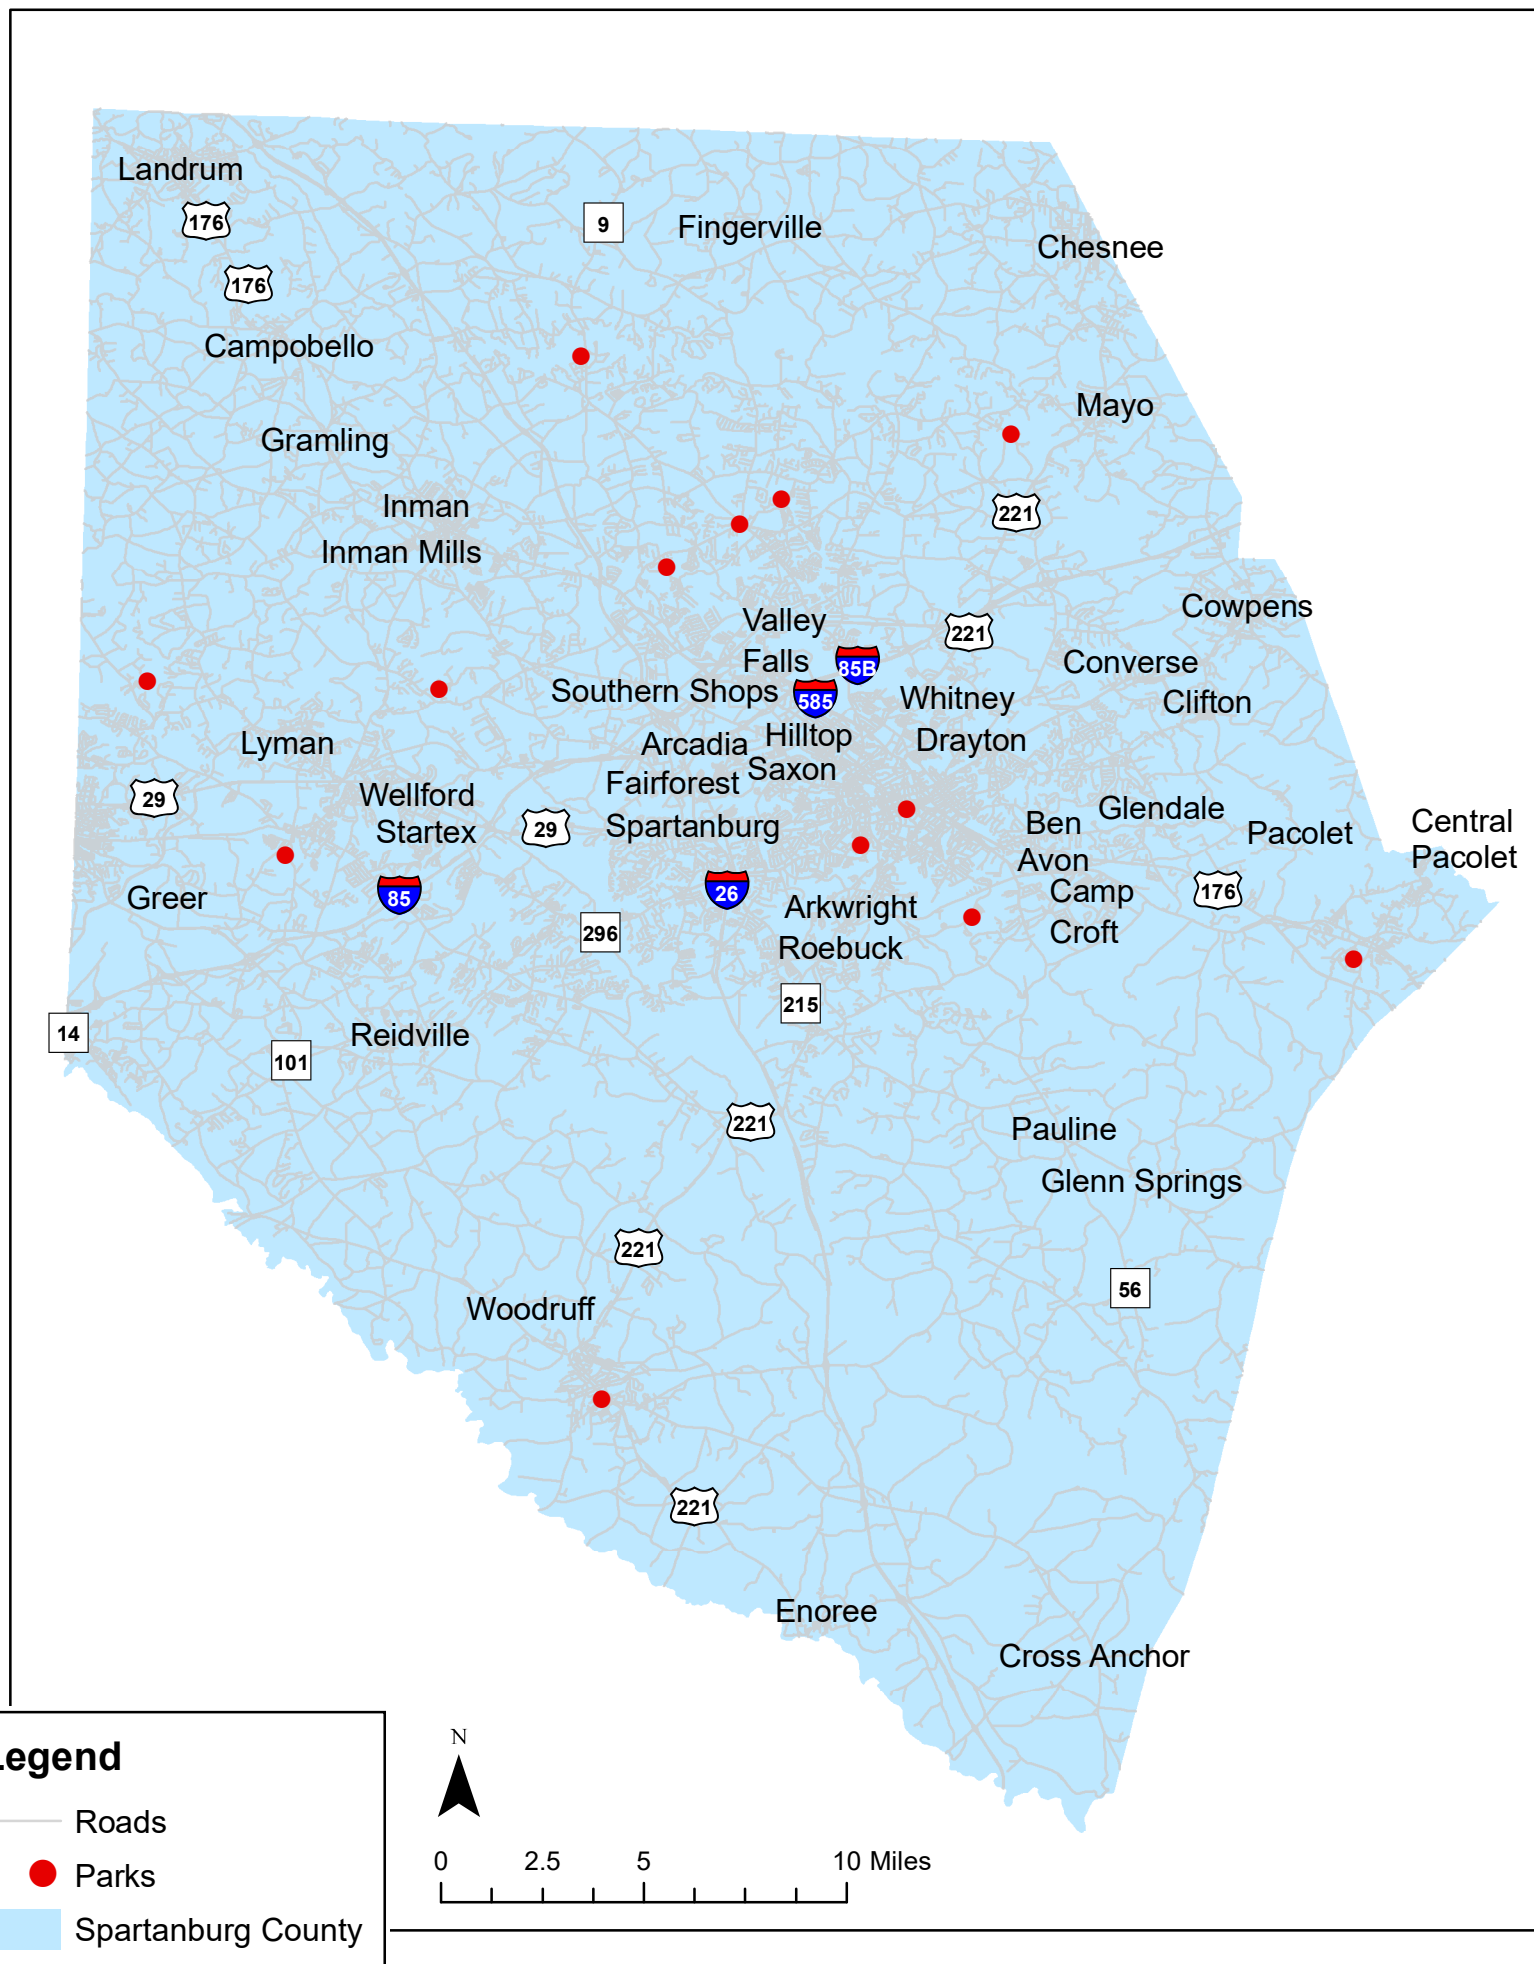 Landrum
176
9
Fingerville
Chesnee
176
Campobello
Mayo
Gramling
Inman
221
Inman Mills
Valley
Falls
Cowpens
221
85B
Converse
Southern Shops
585
Whitney
Clifton
Lyman
Arcadia
Hilltop
Drayton
Saxon
Fairforest
29
Wellford
Startex
29
Spartanburg
Ben
Avon
Glendale
Pacolet
Central
Pacolet
Greer
85
26
Arkwright
Camp
Croft
176
296
Roebuck
215
14
101
Reidville
221
Pauline
Glenn Springs
221
56
Woodruff
221
Enoree
Cross Anchor
egend
Roads
Parks
Spartanburg County
N
0 2.5 5 10 Miles